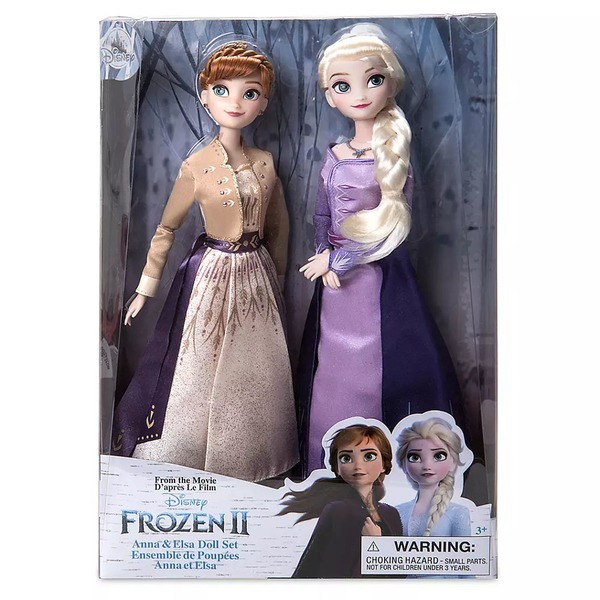 Disney
From the Movie
D'après Le Film
Disney
FROZEN II
Anna & Elsa Doll Set
Ensemble de Poupées
Anna et Elsa
3+
WARNING:
CHOKING HAZARD - SMALL PARTS.
NOT FOR CHILDREN UNDER 3 YEARS.